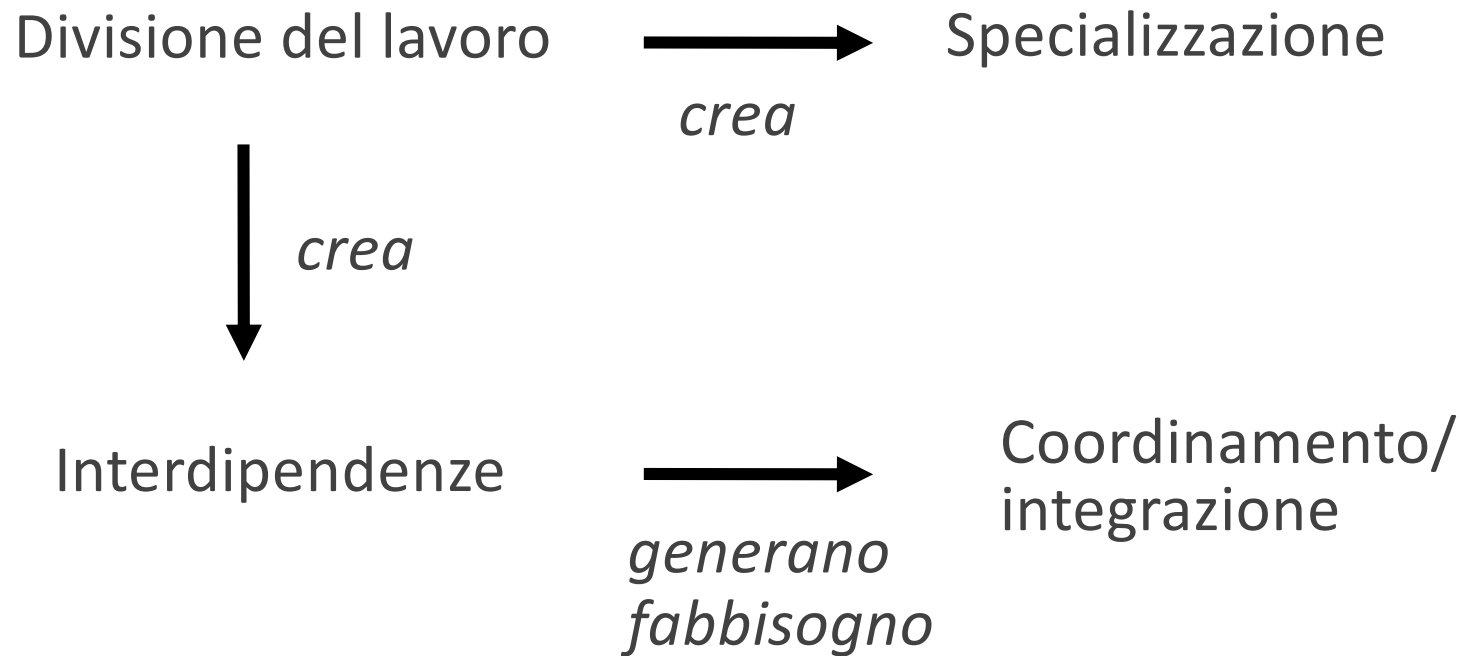 Divisione del lavoro
Specializzazione
crea
crea
Interdipendenze
Coordinamento/
integrazione
generano
fabbisogno